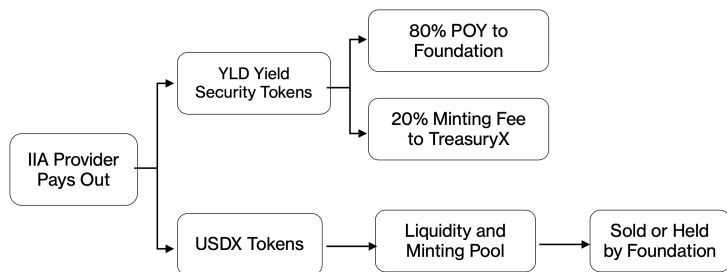 80% POY to
Foundation
YLD Yield
Security Tokens
20% Minting Fee
to TreasuryX
IIA Provider
Pays Out
USDX Tokens
Liquidity and
Minting Pool
Sold or Held
by Foundation